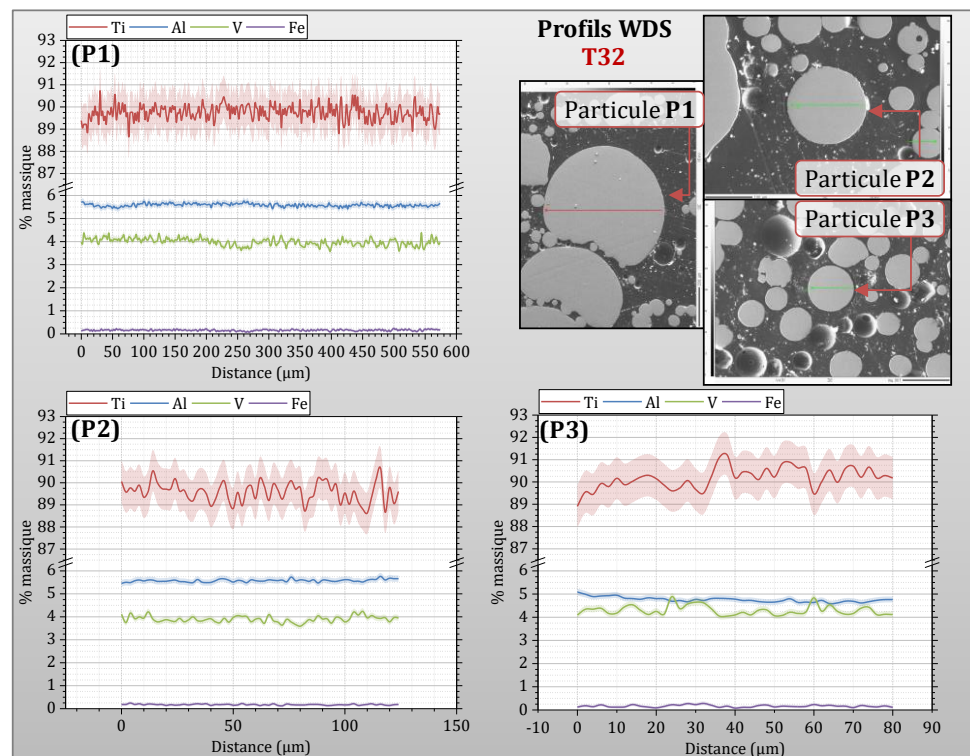 Ti Al V Fe
(P1)
93
92
91
90
89
88
87
6
5
4
3
2
1
0
% massique
0 50 100 150 200 250 300 350 400 450 500 550 600
Distance (µm)
Profils WDS
T32
Particule P1
Particule P2
Particule P3
Ti Al V Fe
(P2)
93
92
91
90
89
88
87
6
5
4
3
2
1
0
% massique
0 50 100 150
Distance (µm)
Ti Al V Fe
(P3)
93
92
91
90
89
88
87
6
5
4
3
2
1
0
% massique
-10 0 10 20 30 40 50 60 70 80 90
Distance (µm)